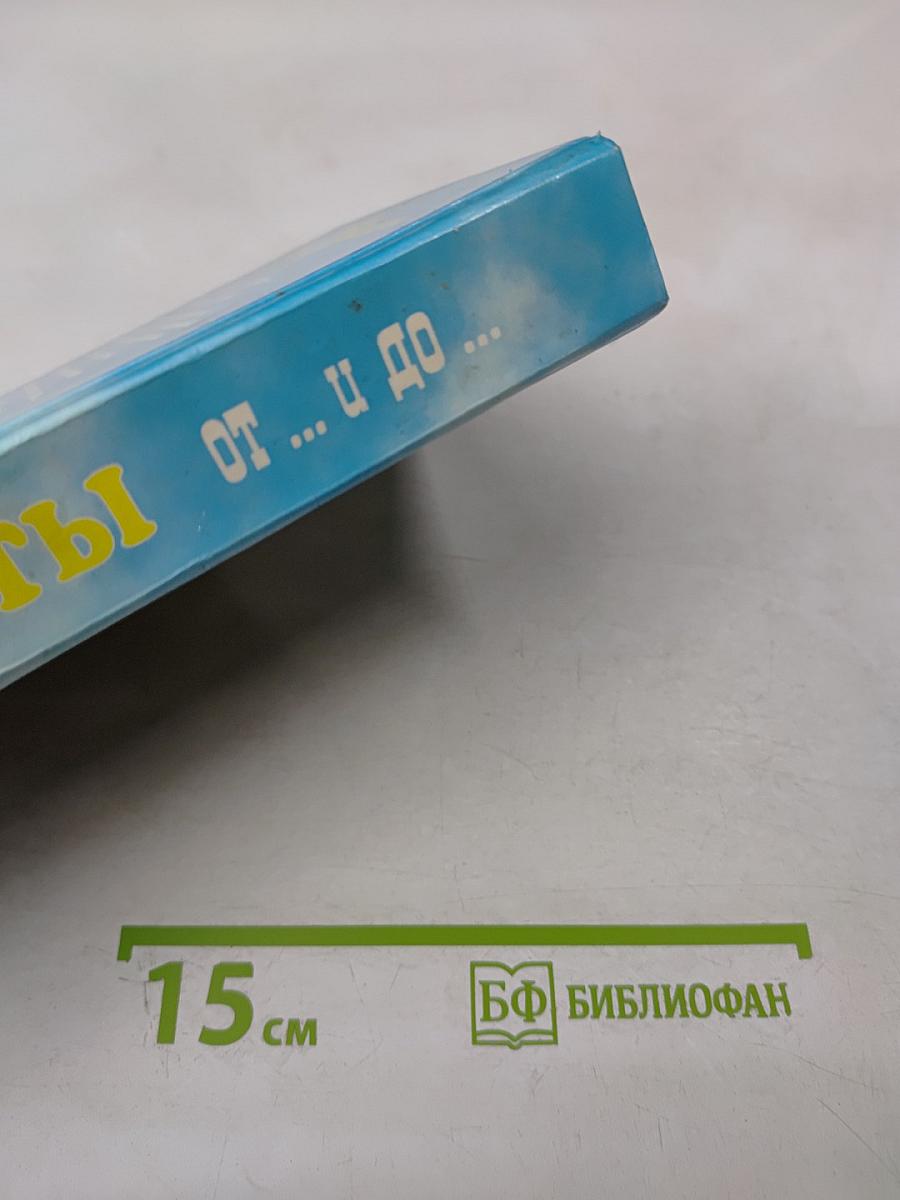 ТЫ от ... и до ...
15 см
БФ БИБЛИОФАН